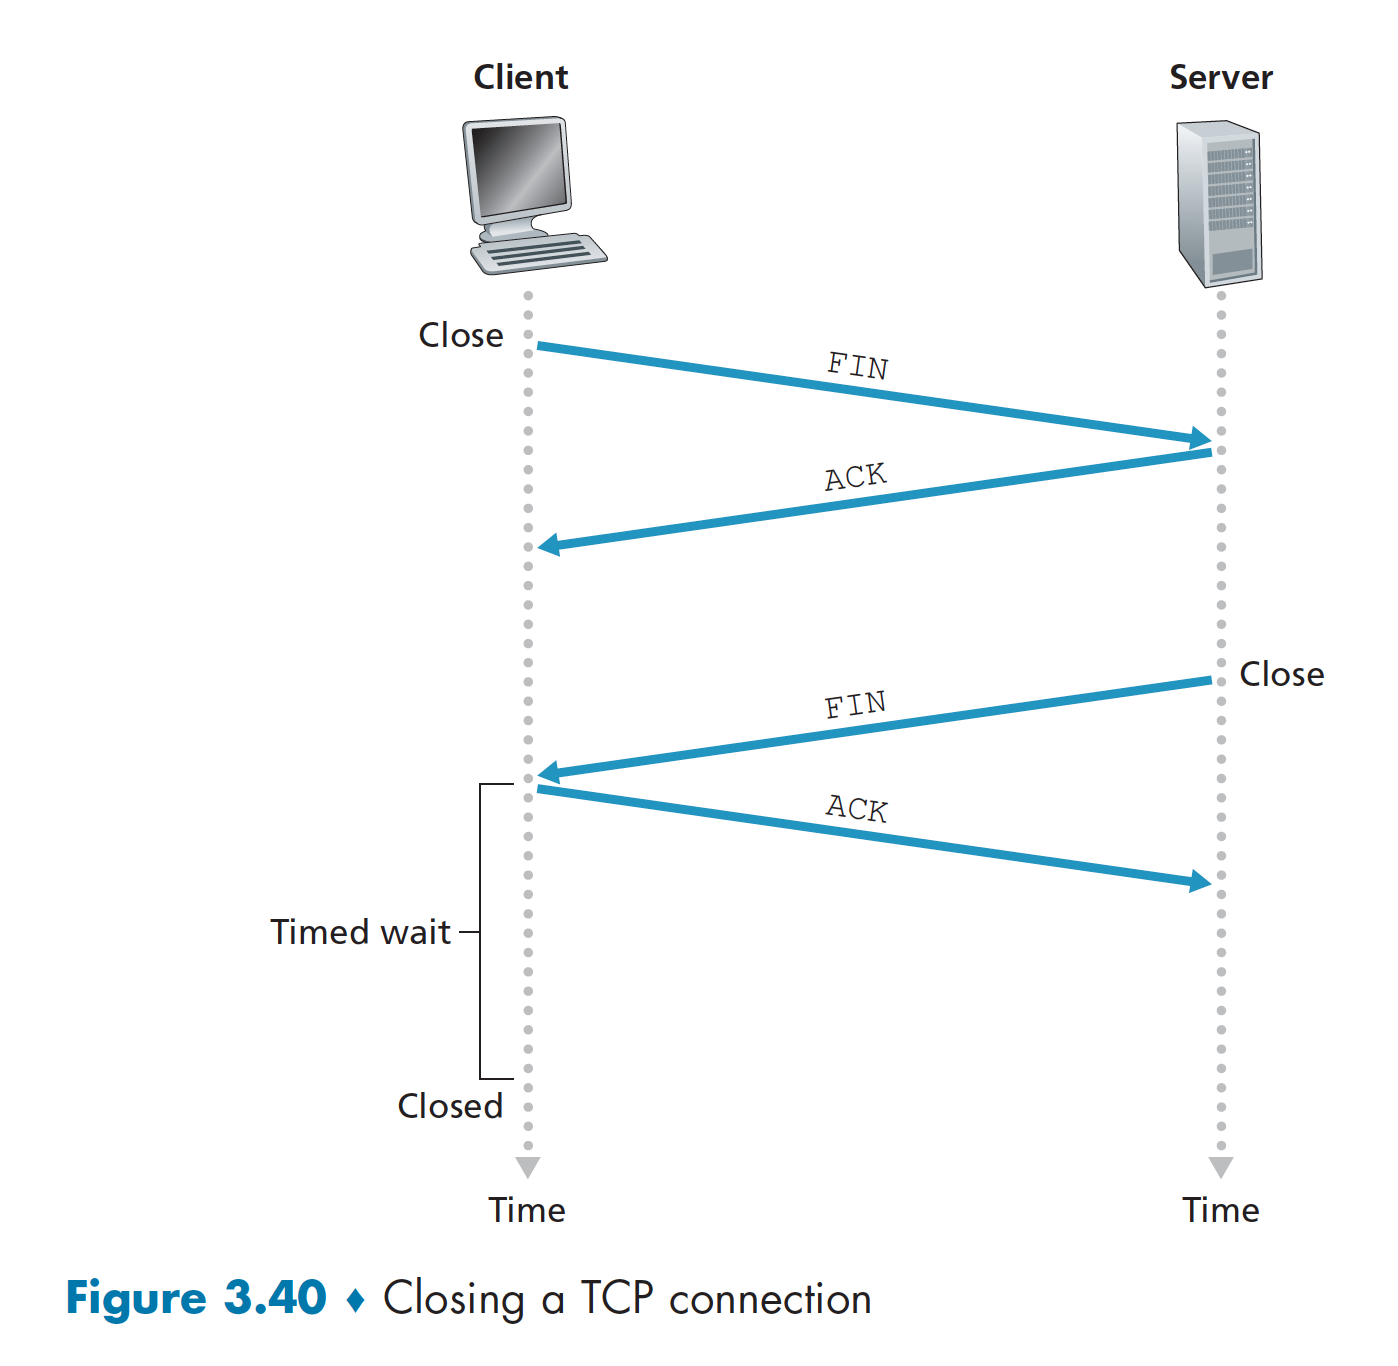 Client
Server
Close
FIN
ACK
Close
FIN
ACK
Timed wait
Closed
Time
Time
Figure 3.40 ♦ Closing a TCP connection